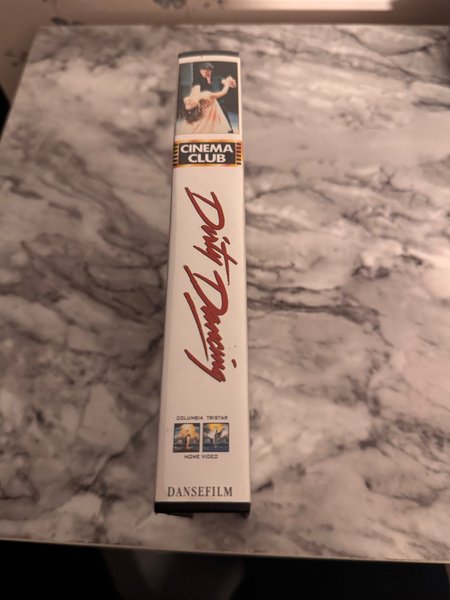 CINEMA
CLUB
Dirty Dancing
COLUMBIA TRISTAR
HOME VIDEO
DANSEFILM